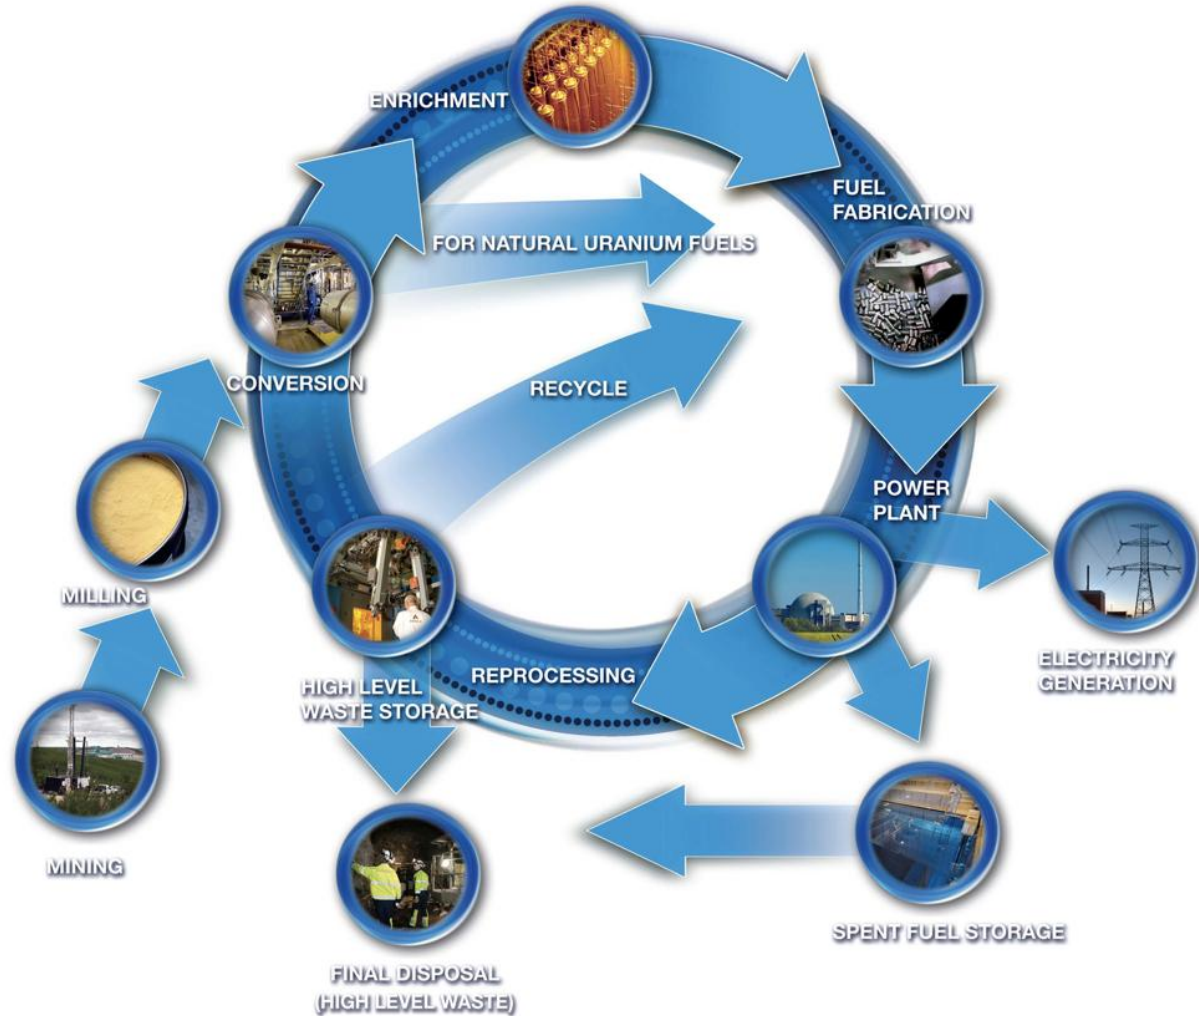 ENRICHMENT
FUEL
FABRICATION
FOR NATURAL URANIUM FUELS
CONVERSION
RECYCLE
POWER
PLANT
MILLING
REPROCESSING
HIGH LEVEL
WASTE STORAGE
ELECTRICITY
GENERATION
MINING
SPENT FUEL STORAGE
FINAL DISPOSAL
(HIGH LEVEL WASTE)